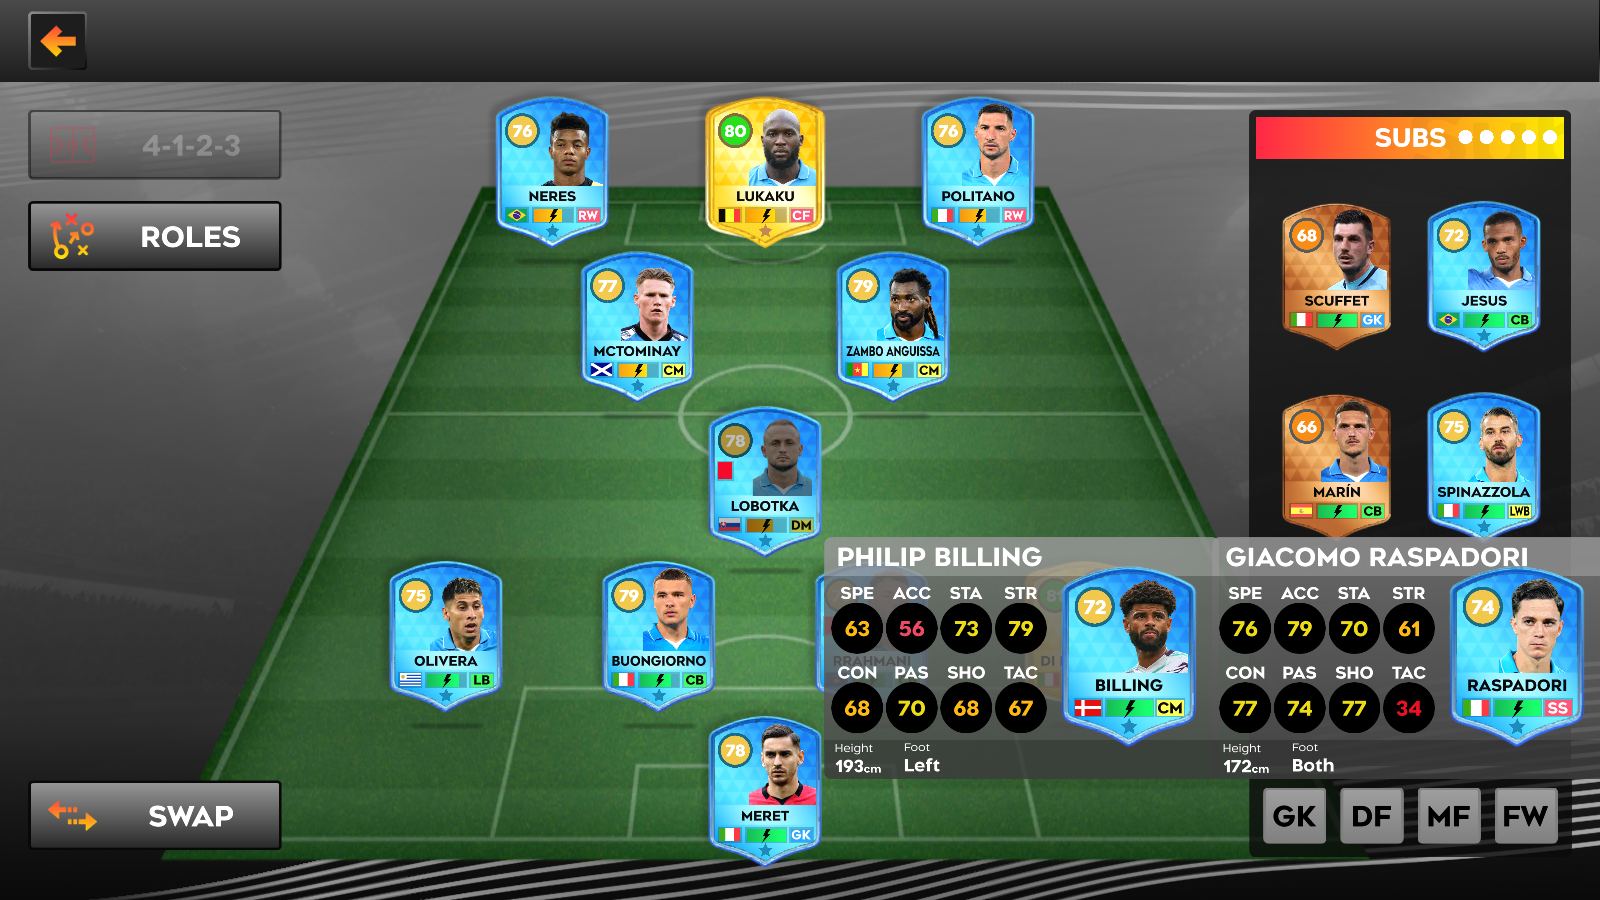 4-1-2-3
ROLES
SWAP
76
NERES
RW
80
LUKAKU
CF
76
POLITANO
RW
77
MCTOMINAY
CM
79
ZAMBO ANGUISSA
CM
78
LOBOTKA
DM
75
OLIVERA
LB
79
BUONGIORNO
CB
RRAHMANI
81
DI
78
MERET
GK
SUBS
68
SCUFFET
GK
72
JESUS
CB
66
MARÍN
CB
75
SPINAZZOLA
LWB
PHILIP BILLING
SPE ACC STA STR
63 56 73 79
CON PAS SHO TAC
68 70 68 67
Height Foot
193cm Left
72
BILLING
CM
GIACOMO RASPADORI
SPE ACC STA STR
76 79 70 61
CON PAS SHO TAC
77 74 77 34
Height Foot
172cm Both
74
RASPADORI
SS
GK DF MF FW